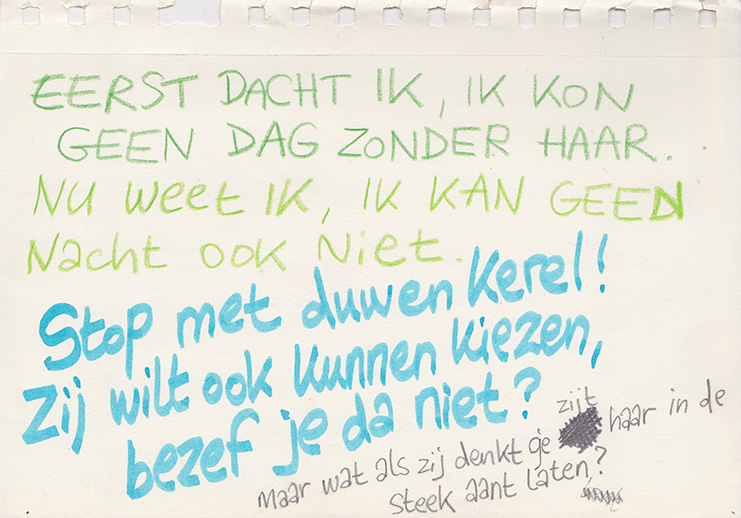 EERST DACHT IK, IK KON
GEEN DAG ZONDER HAAR.
NU WEET IK, IK KAN GEEN
NACHT OOK NIET.
Stop met duwen kerel!
Zij wilt ook kunnen kiezen,
bezef je da niet?
maar wat als zij denkt ge zijt haar in de
steek aant laten?